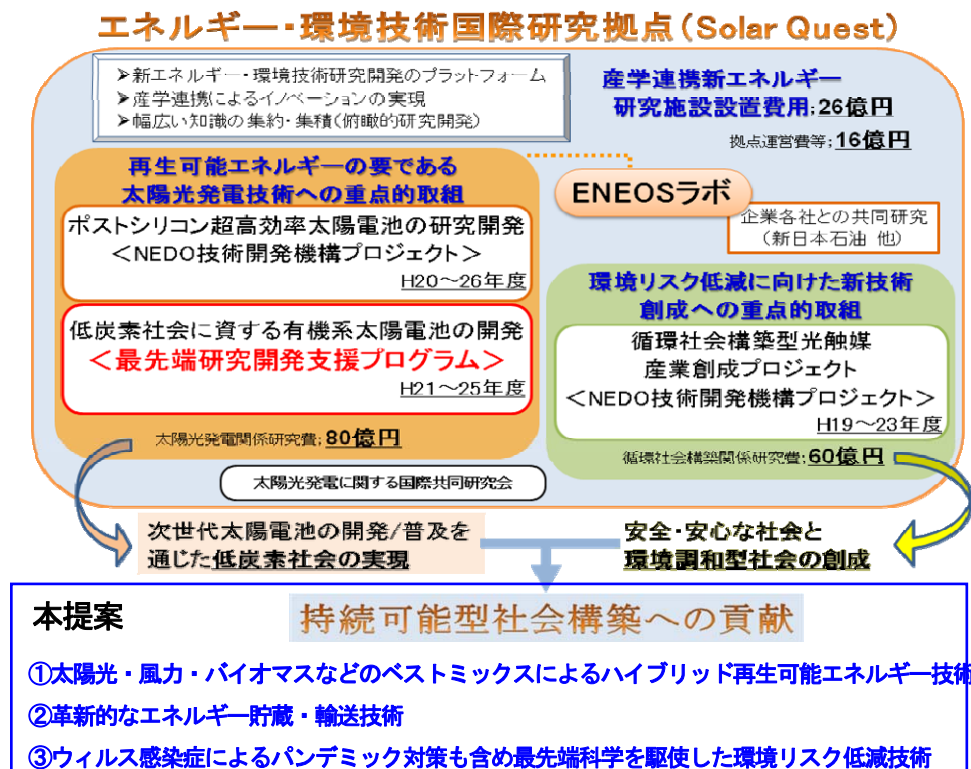 エネルギー・環境技術国際研究拠点(Solar Quest)
➢新エネルギー・環境技術研究開発のプラットフォーム
➢産学連携によるイノベーションの実現
➢幅広い知識の集約・集積(俯瞰的研究開発)
産学連携新エネルギー
研究施設設置費用;26億円
拠点運営費等;16億円
再生可能エネルギーの要である
太陽光発電技術への重点的取組
ポストシリコン超高効率太陽電池の研究開発
<NEDO技術開発機構プロジェクト>
H20~26年度
低炭素社会に資する有機系太陽電池の開発
<最先端研究開発支援プログラム>
H21~25年度
太陽光発電関係研究費;80億円
ENEOSラボ
企業各社との共同研究
(新日本石油 他)
環境リスク低減に向けた新技術
創成への重点的取組
循環社会構築型光触媒
産業創成プロジェクト
<NEDO技術開発機構プロジェクト>
H19~23年度
循環社会構築関係研究費;60億円
太陽光発電に関する国際共同研究会
次世代太陽電池の開発/普及を
通じた低炭素社会の実現
安全・安心な社会と
環境調和型社会の創成
本提案
持続可能型社会構築への貢献
①太陽光・風力・バイオマスなどのベストミックスによるハイブリッド再生可能エネルギー技術
②革新的なエネルギー貯蔵・輸送技術
③ウィルス感染症によるパンデミック対策も含め最先端科学を駆使した環境リスク低減技術